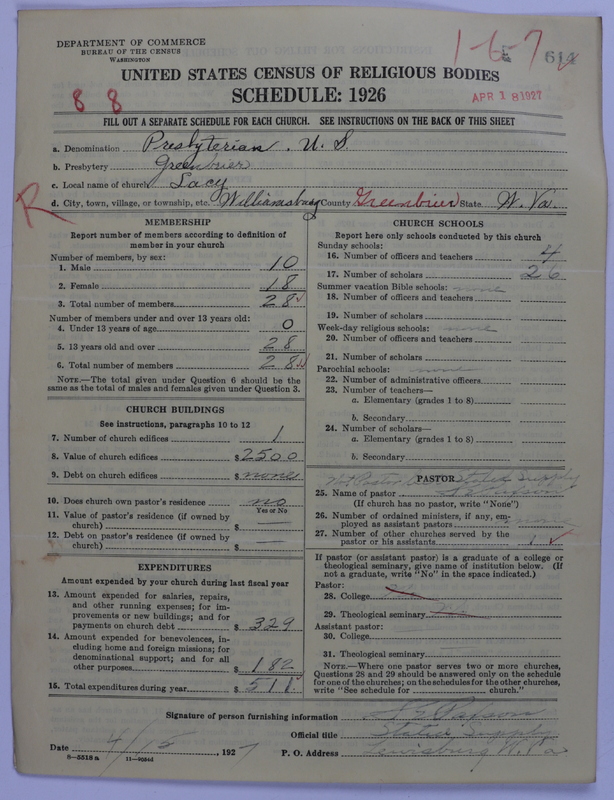 DEPARTMENT OF COMMERCE
BUREAU OF THE CENSUS
WASHINGTON
1-6-7
614
UNITED STATES CENSUS OF RELIGIOUS BODIES
SCHEDULE: 1926
88
APR 18 1927
FILL OUT A SEPARATE SCHEDULE FOR EACH CHURCH. SEE INSTRUCTIONS ON THE BACK OF THIS SHEET
a. Denomination Presbyterian. U. S
b. Presbytery Greenbrier
c. Local name of church Lacy
R
d. City, town, village, or township, etc. Williamsburg County Greenbrier State W. Va.
MEMBERSHIP
Report number of members according to definition of
member in your church
Number of members, by sex:
1. Male 10
2. Female 18
3. Total number of members 28
Number of members under and over 13 years old:
4. Under 13 years of age 0
5. 13 years old and over 28
6. Total number of members 28
NOTE.—The total given under Question 6 should be the
same as the total of males and females given under Question 3.
CHURCH BUILDINGS
See instructions, paragraphs 10 to 12
7. Number of church edifices 1
8. Value of church edifices $ 2500
9. Debt on church edifices $ none
10. Does church own pastor's residence no
Yes or No
11. Value of pastor's residence (if owned by
church) $ —
12. Debt on pastor's residence (if owned by
church) $ —
EXPENDITURES
Amount expended by your church during last fiscal year
13. Amount expended for salaries, repairs,
and other running expenses; for im-
provements or new buildings; and for
payments on church debt $ 329
14. Amount expended for benevolences, in-
cluding home and foreign missions; for
denominational support; and for all
other purposes $ 182
15. Total expenditures during year $ 511
CHURCH SCHOOLS
Report here only schools conducted by this church
Sunday schools:
16. Number of officers and teachers 4
17. Number of scholars 26
Summer vacation Bible schools: none
18. Number of officers and teachers
19. Number of scholars
Week-day religious schools: none
20. Number of officers and teachers
21. Number of scholars
Parochial schools: none
22. Number of administrative officers
23. Number of teachers—
a. Elementary (grades 1 to 8)
b. Secondary
24. Number of scholars—
a. Elementary (grades 1 to 8)
b. Secondary
PASTOR
Not Pastor Stated Supply
25. Name of pastor
(If church has no pastor, write "None")
26. Number of ordained ministers, if any, em-
ployed as assistant pastors none
27. Number of other churches served by the
pastor or his assistants
If pastor (or assistant pastor) is a graduate of a college or
theological seminary, give name of institution below. (If
not a graduate, write "No" in the space indicated.)
Pastor:
28. College
29. Theological seminary
Assistant pastor:
30. College
31. Theological seminary
NOTE.—Where one pastor serves two or more churches,
Questions 28 and 29 should be answered only on the schedule
for one of the churches; on the schedules for the other churches,
write "See schedule for church."
Signature of person furnishing information
Official title Stated Supply
Date 4/15, 1927 P. O. Address Lewisburg W. Va
8—5518 a